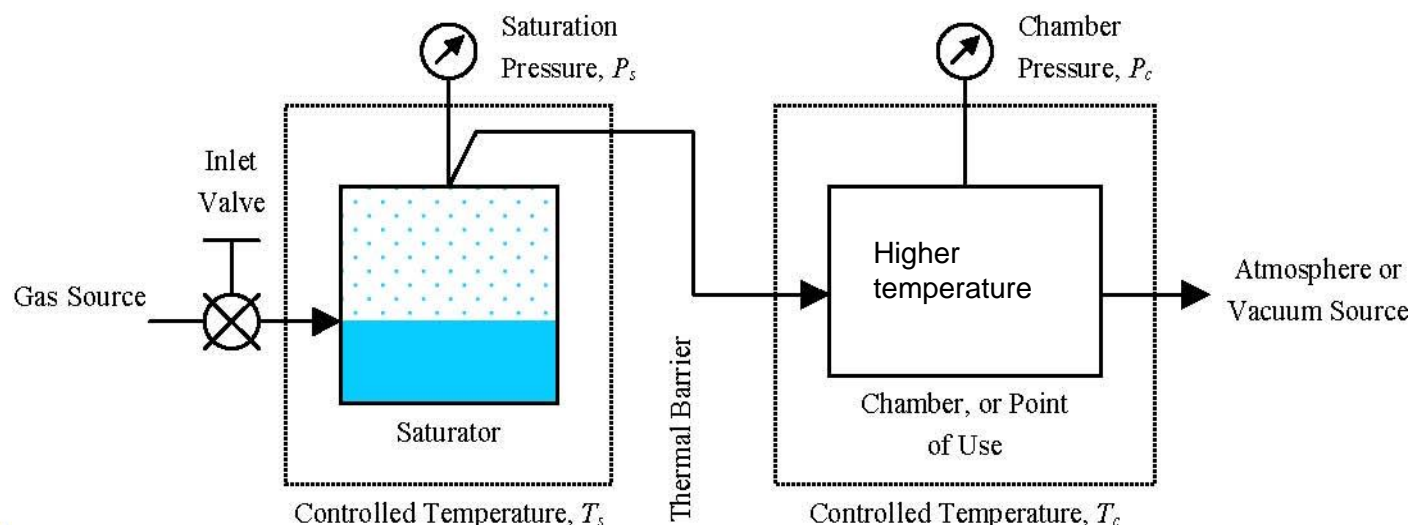 Saturation
Pressure, Ps
Chamber
Pressure, Pc
Inlet
Valve
Gas Source
Higher
temperature
Atmosphere or
Vacuum Source
Saturator
Thermal Barrier
Chamber, or Point
of Use
Controlled Temperature, Ts
Controlled Temperature, Tc